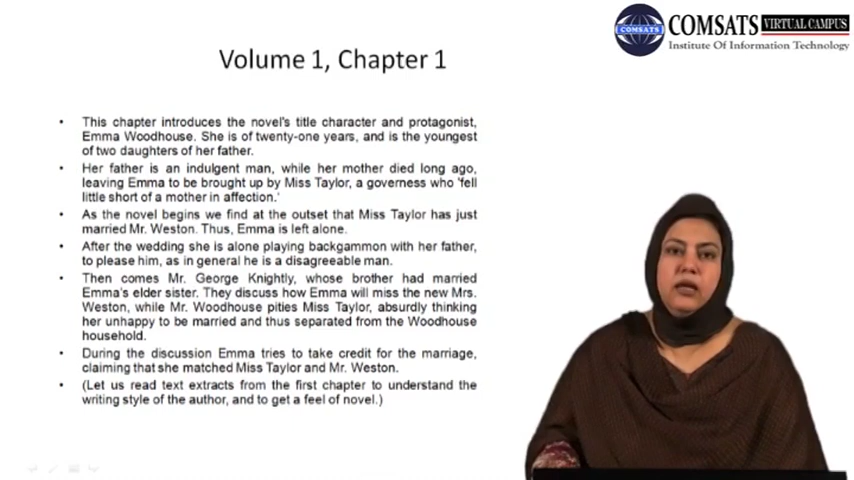 COMSATS VIRTUAL CAMPUS
COMSATS
Institute Of Information Technology
Volume 1, Chapter 1
• This chapter introduces the novel's title character and protagonist,
Emma Woodhouse. She is of twenty-one years, and is the youngest
of two daughters of her father.
• Her father is an indulgent man, while her mother died long ago,
leaving Emma to be brought up by Miss Taylor, a governess who 'fell
little short of a mother in affection.'
• As the novel begins we find at the outset that Miss Taylor has just
married Mr. Weston. Thus, Emma is left alone.
• After the wedding she is alone playing backgammon with her father,
to please him, as in general he is a disagreeable man.
• Then comes Mr. George Knightly, whose brother had married
Emma's elder sister. They discuss how Emma will miss the new Mrs.
Weston, while Mr. Woodhouse pities Miss Taylor, absurdly thinking
her unhappy to be married and thus separated from the Woodhouse
household.
• During the discussion Emma tries to take credit for the marriage,
claiming that she matched Miss Taylor and Mr. Weston.
• (Let us read text extracts from the first chapter to understand the
writing style of the author, and to get a feel of novel.)